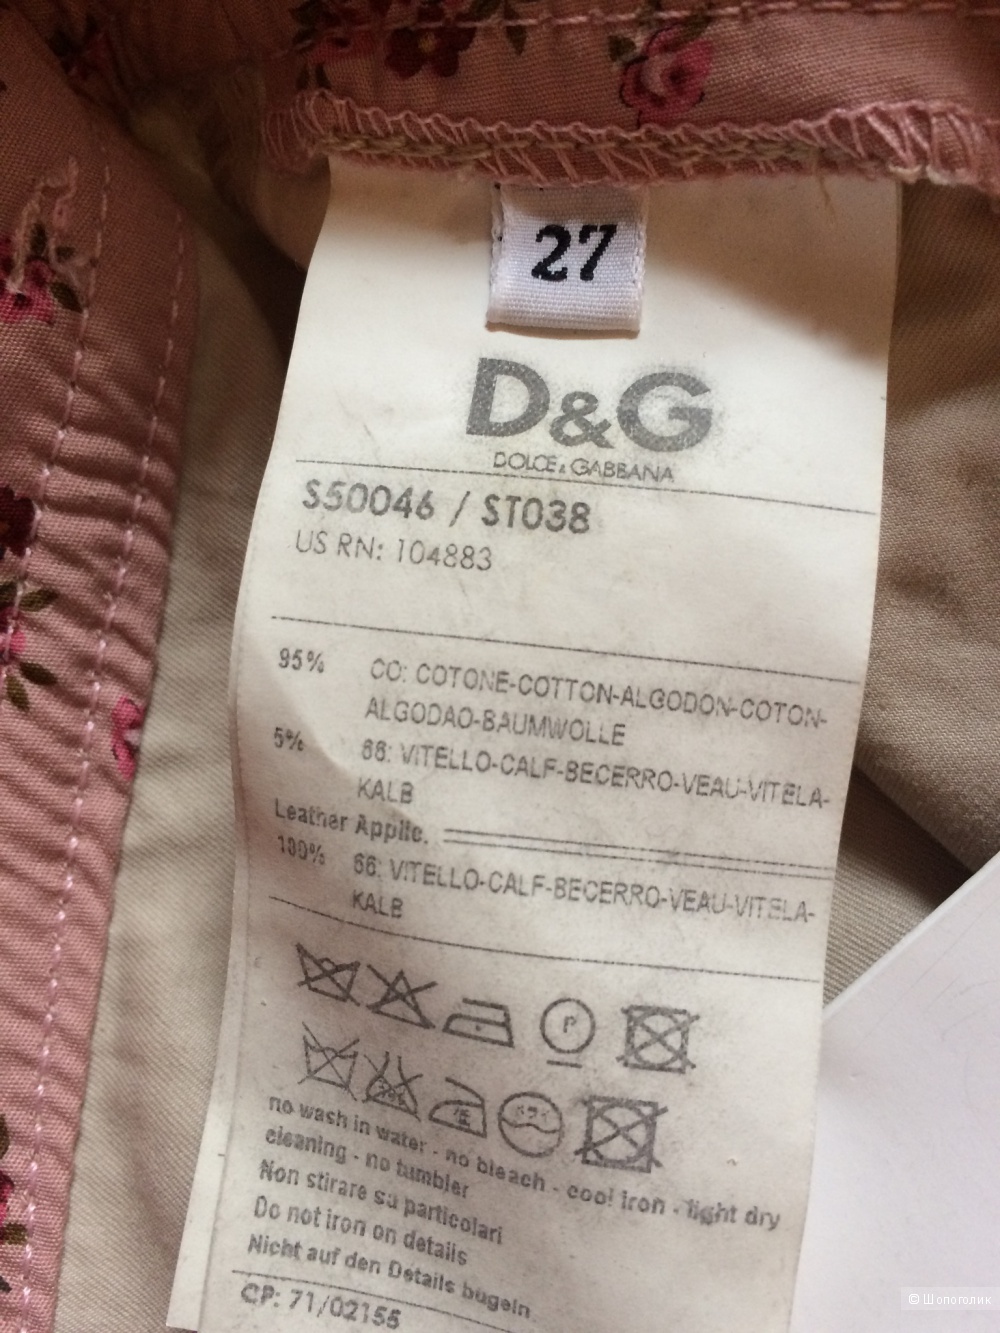 27
D&G
DOLCE & GABBANA
S50046 / ST038
US RN: 104883
95% CO: COTONE-COTTON-ALGODON-COTON-
ALGODAO-BAUMWOLLE
5% 66: VITELLO-CALF-BECERRO-VEAU-VITELA-
KALB
Leather Applic.
100% 66: VITELLO-CALF-BECERRO-VEAU-VITELA-
KALB
P
no wash in water - no bleach - cool iron - light dry
cleaning - no tumbler
Non stirare su particolari
Do not iron on details
Nicht auf den Details bugeln
CP: 71/02155
© Шопоголик